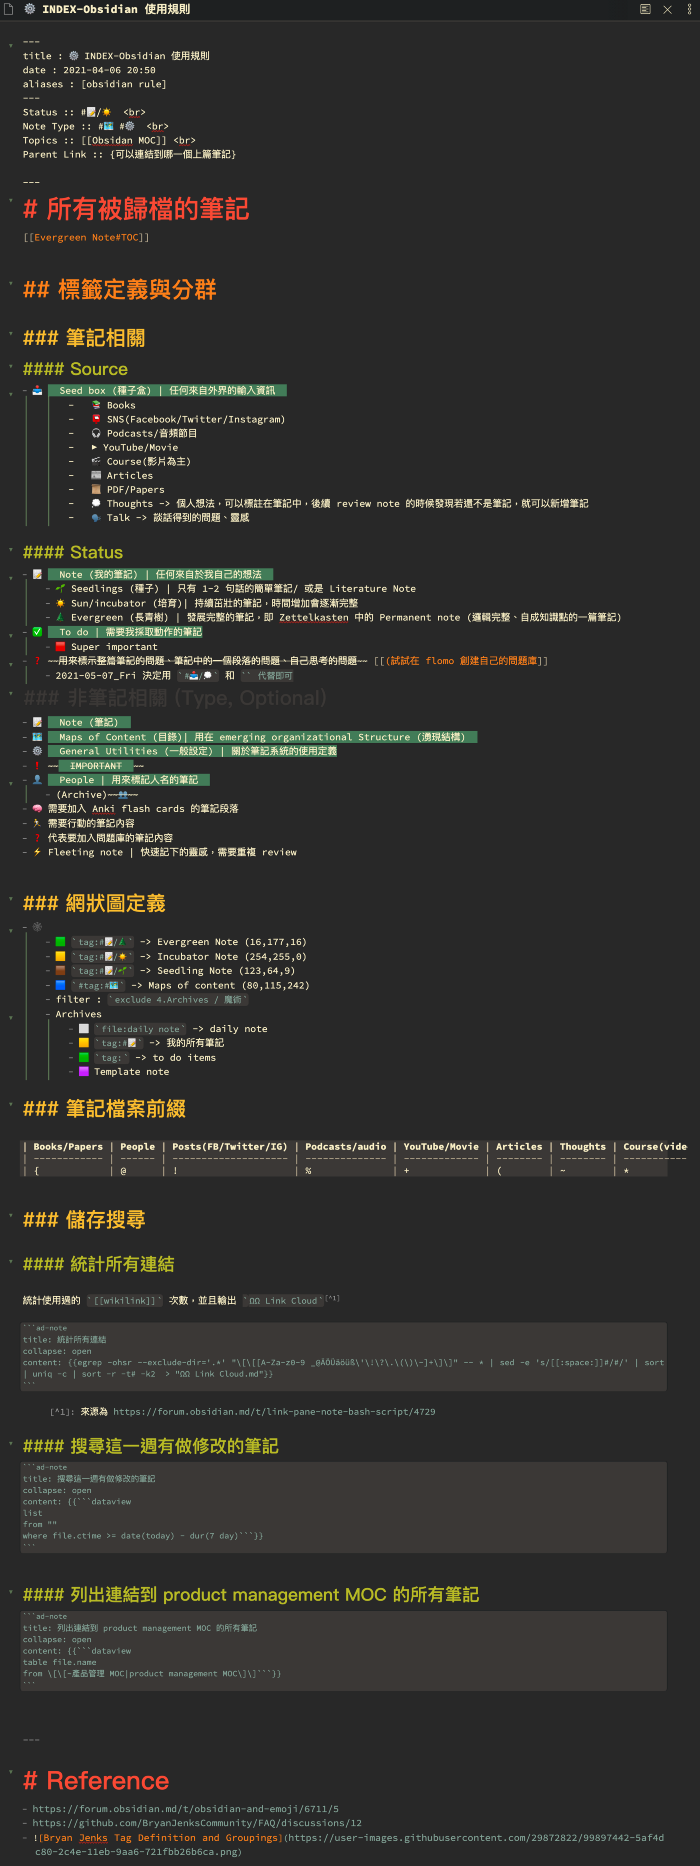 ⚙️ INDEX-Obsidian 使用規則
---
title : ⚙️ INDEX-Obsidian 使用規則
date : 2021-04-06 20:50
aliases : [obsidian rule]
---
Status :: #📝/☀️  <br>
Note Type :: #🗺️ #⚙️  <br>
Topics :: [[Obsidan MOC]] <br>
Parent Link :: {可以連結到哪一個上篇筆記}
---
# 所有被歸檔的筆記
[[Evergreen Note#TOC]]
## 標籤定義與分群
### 筆記相關
#### Source
- 📥 Seed box (種子盒) | 任何來自外界的輸入資訊
- 📚 Books
- 📮 SNS(Facebook/Twitter/Instagram)
- 🎧 Podcasts/音頻節目
- ▶ YouTube/Movie
- 🎬 Course(影片為主)
- 📰 Articles
- 📜 PDF/Papers
- 💭 Thoughts -> 個人想法，可以標註在筆記中，後續 review note 的時候發現若還不是筆記，就可以新增筆記
- 🗣️ Talk -> 談話得到的問題、靈感
#### Status
- 📝 Note (我的筆記) | 任何來自於我自己的想法
- 🌱 Seedlings (種子) | 只有 1-2 句話的簡單筆記/ 或是 Literature Note
- ☀️ Sun/incubator (培育)| 持續茁壯的筆記，時間增加會逐漸完整
- 🌲 Evergreen (長青樹) | 發展完整的筆記，即 Zettelkasten 中的 Permanent note (邏輯完整、自成知識點的一篇筆記)
- ✅ To do | 需要我採取動作的筆記
- 🟥 Super important
- ❓ ~~用來標示整篇筆記的問題、筆記中的一個段落的問題、自己思考的問題~~ [[(試試在 flomo 創建自己的問題庫]]
- 2021-05-07_Fri 決定用 `#📥/💭` 和 `` 代替即可
### 非筆記相關 (Type, Optional)
- 📝 Note (筆記)
- 🗺️ Maps of Content (目錄)| 用在 emerging organizational Structure (湧現結構)
- ⚙️ General Utilities (一般設定) | 關於筆記系統的使用定義
- ❗ ~~ IMPORTANT ~~
- 👤 People | 用來標記人名的筆記
- (Archive)~~👥~~
- 🧠 需要加入 Anki flash cards 的筆記段落
- 🏃 需要行動的筆記內容
- ❓ 代表要加入問題庫的筆記內容
- ⚡ Fleeting note | 快速記下的靈感，需要重複 review
### 網狀圖定義
- 🕸️
- 🟩 `tag:#📝/🌲` -> Evergreen Note (16,177,16)
- 🟨 `tag:#📝/☀️` -> Incubator Note (254,255,0)
- 🟫 `tag:#📝/🌱` -> Seedling Note (123,64,9)
- 🟦 `#tag:#🗺️` -> Maps of content (80,115,242)
- filter : `exclude 4.Archives / 魔術`
- Archives
- ⬜ `file:daily note` -> daily note
- 🟨 `tag:#📝` -> 我的所有筆記
- 🟩 `tag:` -> to do items
- 🟪 Template note
### 筆記檔案前綴
| Books/Papers | People | Posts(FB/Twitter/IG) | Podcasts/audio | YouTube/Movie | Articles | Thoughts | Course(vide
| ------------ | ------ | -------------------- | -------------- | ------------- | -------- | -------- | -----------
| { | @ | ! | % | + | ( | ~ | *
### 儲存搜尋
#### 統計所有連結
統計使用過的 `[[wikilink]]` 次數，並且輸出 `ΩΩ Link Cloud`[^1]
```ad-note
title: 統計所有連結
collapse: open
content: {{egrep -ohsr --exclude-dir='.*' "\[\[[A-Za-z0-9 _@ÄÖÜäöüß\'\!\?\.\(\)\-]+\]\]" -- * | sed -e 's/[[:space:]]#/#/' | sort
| uniq -c | sort -r -t# -k2  > "ΩΩ Link Cloud.md"}}
```
[^1]: 來源為 https://forum.obsidian.md/t/link-pane-note-bash-script/4729
#### 搜尋這一週有做修改的筆記
```ad-note
title: 搜尋這一週有做修改的筆記
collapse: open
content: {{```dataview
list
from ""
where file.ctime >= date(today) - dur(7 day)```}}
```
#### 列出連結到 product management MOC 的所有筆記
```ad-note
title: 列出連結到 product management MOC 的所有筆記
collapse: open
content: {{```dataview
table file.name
from \[\[-產品管理 MOC|product management MOC\]\]```}}
```
---
# Reference
- https://forum.obsidian.md/t/obsidian-and-emoji/6711/5
- https://github.com/BryanJenksCommunity/FAQ/discussions/12
- ![Bryan Jenks Tag Definition and Groupings](https://user-images.githubusercontent.com/29872822/99897442-5af4d
c80-2c4e-11eb-9aa6-721fbb26b6ca.png)